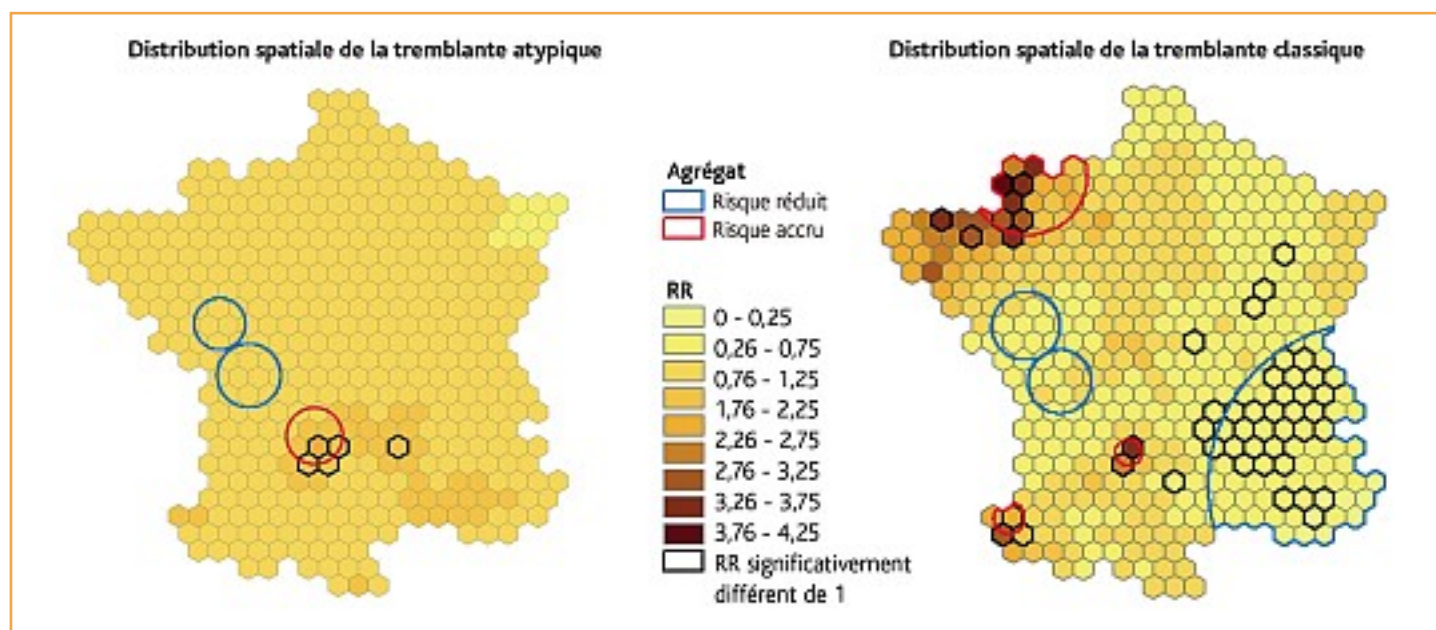 Distribution spatiale de la tremblante atypique
Distribution spatiale de la tremblante classique
Agrégat
Risque réduit
Risque accru
RR
0 - 0,25
0,26 - 0,75
0,76 - 1,25
1,76 - 2,25
2,26 - 2,75
2,76 - 3,25
3,26 - 3,75
3,76 - 4,25
RR significativement
différent de 1